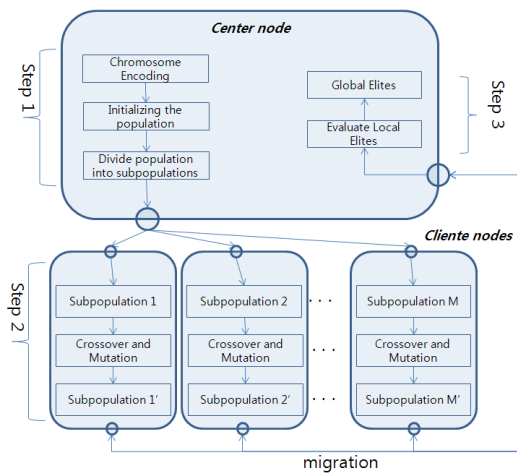 Center node
Step 1
Chromosome
Encoding
Initializing the
population
Divide population
into subpopulations
Global Elites
Evaluate Local
Elites
Step 3
Cliente nodes
Step 2
Subpopulation 1
Crossover and
Mutation
Subpopulation 1'
Subpopulation 2
Crossover and
Mutation
Subpopulation 2'
. . .
. . .
. . .
Subpopulation M
Crossover and
Mutation
Subpopulation M'
migration